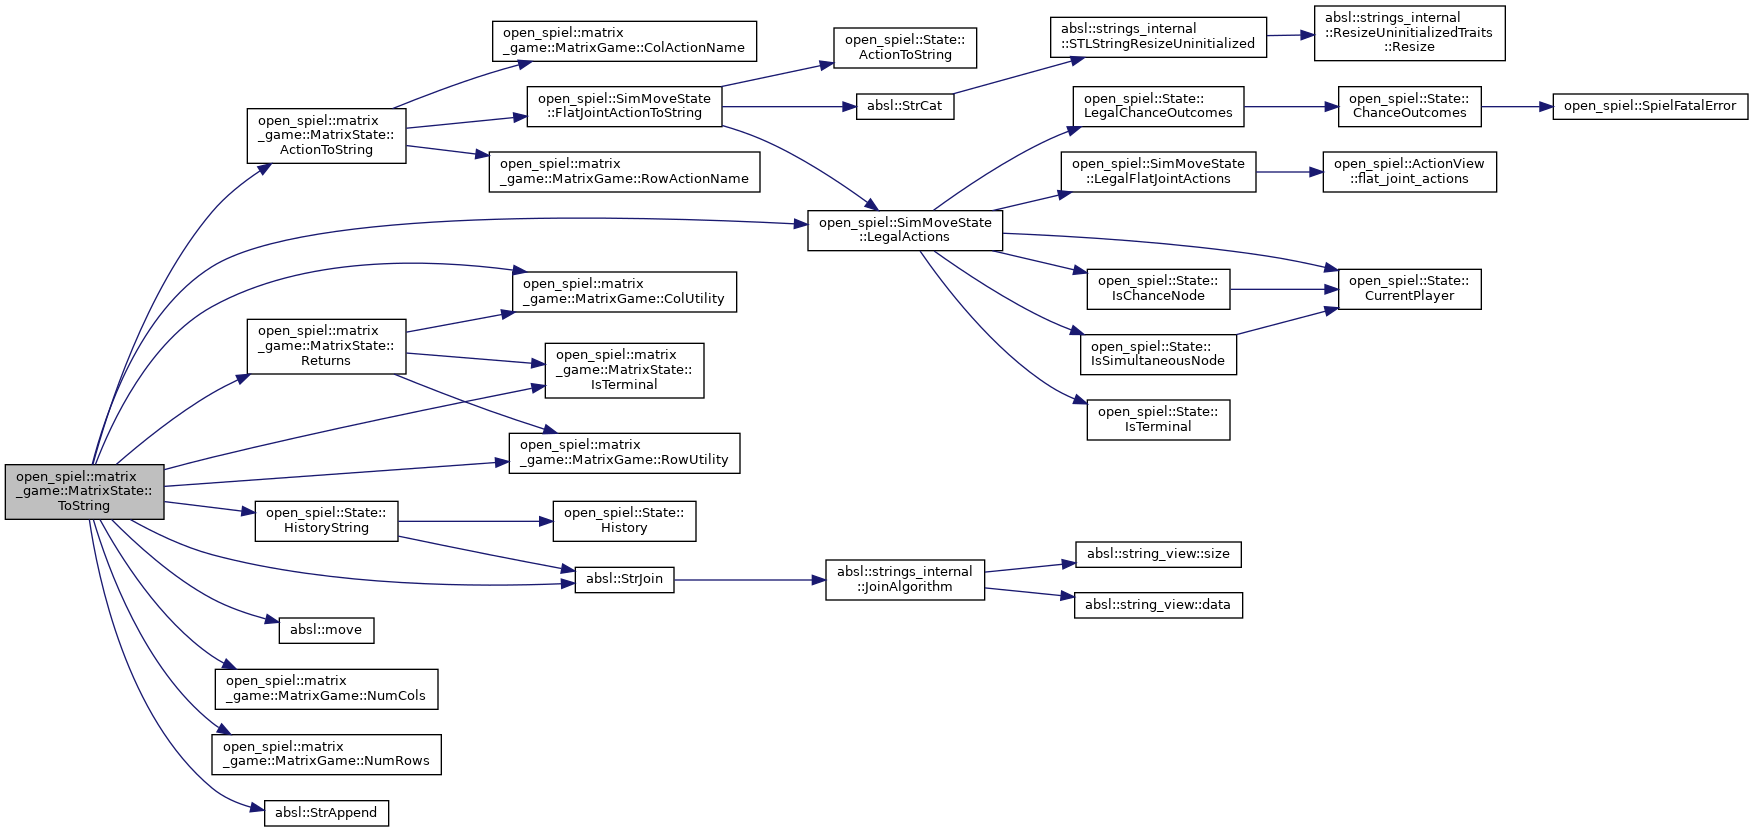 open_spiel::matrix
_game::MatrixState::
ToString
open_spiel::matrix
_game::MatrixState::
ActionToString
open_spiel::matrix
_game::MatrixGame::ColActionName
open_spiel::SimMoveState
::FlatJointActionToString
open_spiel::matrix
_game::MatrixGame::RowActionName
open_spiel::State::
ActionToString
absl::StrCat
absl::strings_internal
::STLStringResizeUninitialized
absl::strings_internal
::ResizeUninitializedTraits
::Resize
open_spiel::SimMoveState
::LegalActions
open_spiel::State::
LegalChanceOutcomes
open_spiel::State::
ChanceOutcomes
open_spiel::SpielFatalError
open_spiel::SimMoveState
::LegalFlatJointActions
open_spiel::ActionView
::flat_joint_actions
open_spiel::State::
IsChanceNode
open_spiel::State::
CurrentPlayer
open_spiel::State::
IsSimultaneousNode
open_spiel::State::
IsTerminal
open_spiel::matrix
_game::MatrixGame::ColUtility
open_spiel::matrix
_game::MatrixState::
Returns
open_spiel::matrix
_game::MatrixState::
IsTerminal
open_spiel::matrix
_game::MatrixGame::RowUtility
open_spiel::State::
HistoryString
open_spiel::State::
History
absl::StrJoin
absl::strings_internal
::JoinAlgorithm
absl::string_view::size
absl::string_view::data
absl::move
open_spiel::matrix
_game::MatrixGame::NumCols
open_spiel::matrix
_game::MatrixGame::NumRows
absl::StrAppend